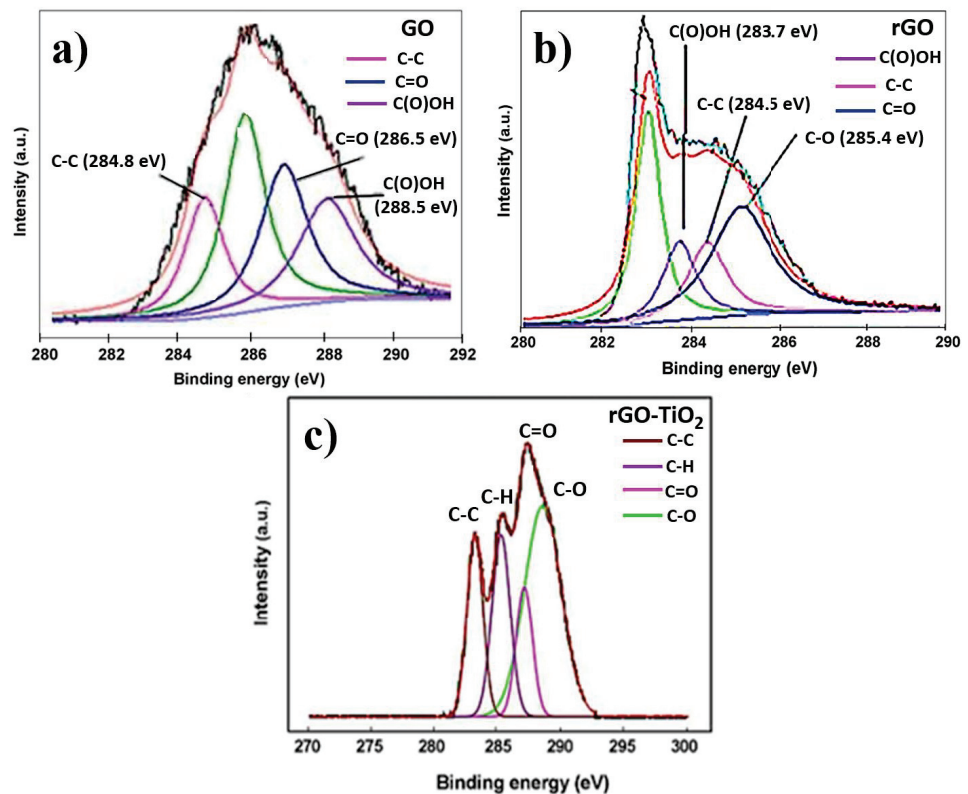 a)
GO
C-C
C=O
C(O)OH
C-C (284.8 eV)
C=O (286.5 eV)
C(O)OH
(288.5 eV)
Intensity (a.u.)
280 282 284 286 288 290 292
Binding energy (eV)
b)
rGO
C(O)OH (283.7 eV)
C(O)OH
C-C
C=O
C-C (284.5 eV)
C-O (285.4 eV)
Intensity (a.u.)
280 282 284 286 288 290
Binding energy (eV)
c)
rGO-TiO₂
C-C
C-H
C=O
C-O
C=O
C-H
C-O
C-C
Intensity (a.u.)
270 275 280 285 290 295 300
Binding energy (eV)